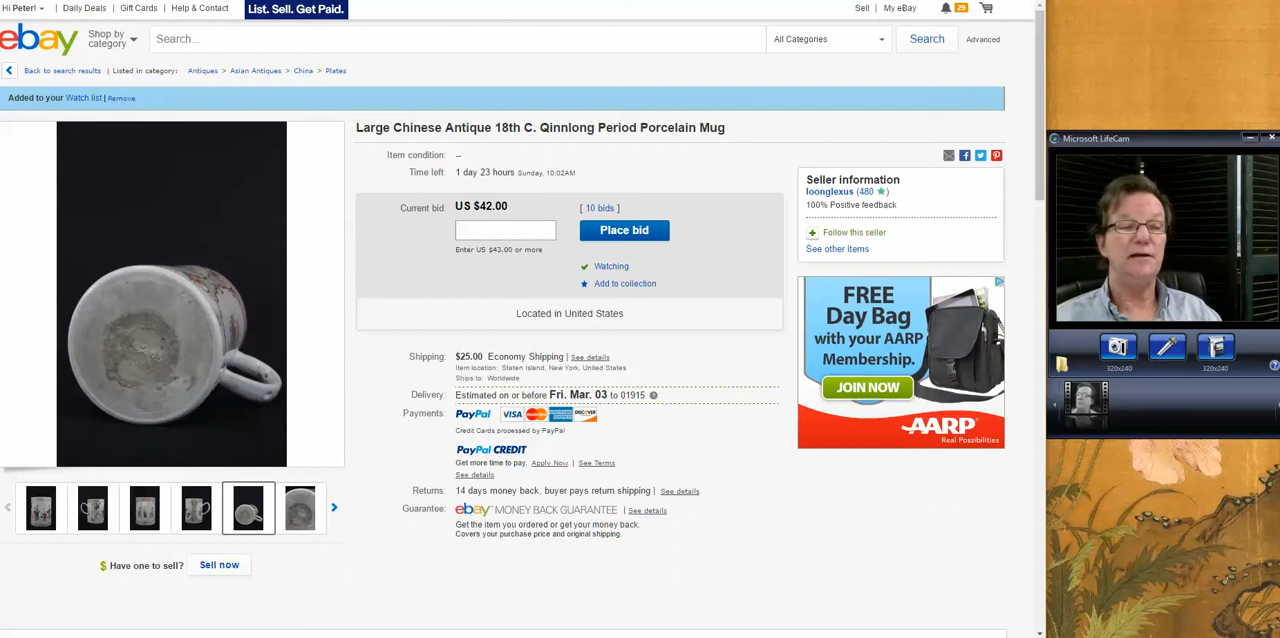 Hi Peter!
Daily Deals
Gift Cards
Help & Contact
List. Sell. Get Paid.
Sell
My eBay
29
ebay
Shop by category
Search...
All Categories
Search
Advanced
Back to search results
Listed in category:
Antiques > Asian Antiques > China > Plates
Added to your Watch list | Remove
Large Chinese Antique 18th C. Qinnlong Period Porcelain Mug
Item condition: --
Time left: 1 day 23 hours Sunday, 10:02AM
Current bid: US $42.00
[ 10 bids ]
Place bid
Enter US $43.00 or more
Watching
Add to collection
Located in United States
Shipping: $25.00 Economy Shipping | See details
Item location: Staten Island, New York, United States
Ships to: Worldwide
Delivery: Estimated on or before Fri. Mar. 03 to 01915
Payments: PayPal VISA MasterCard DISCOVER
Credit Cards processed by PayPal
PayPal CREDIT
Get more time to pay. Apply Now | See Terms
See details
Returns: 14 days money back, buyer pays return shipping | See details
Guarantee: ebay MONEY BACK GUARANTEE | See details
Get the item you ordered or get your money back.
Covers your purchase price and original shipping.
$ Have one to sell? Sell now
Seller information
loonglexus (480 )
100% Positive feedback
Follow this seller
See other items
FREE
Day Bag
with your AARP
Membership.
JOIN NOW
AARP
Real Possibilities
Microsoft LifeCam
320x240
320x240